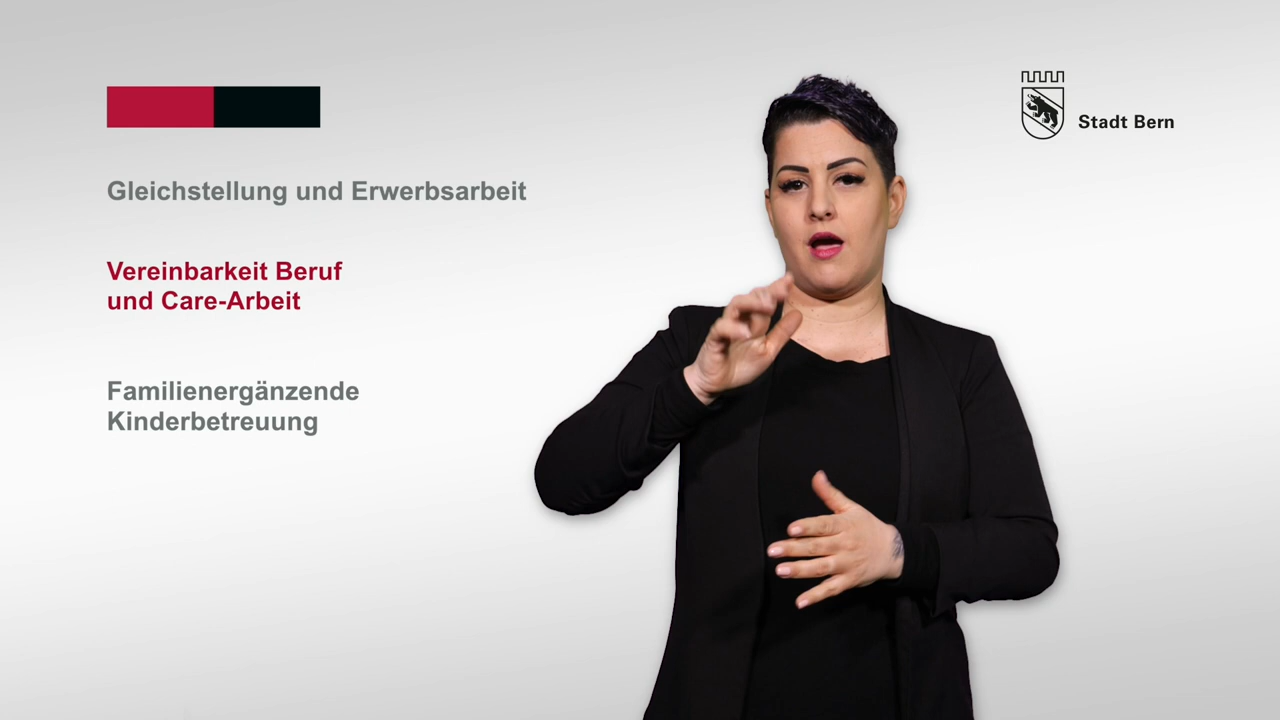 Stadt Bern
Gleichstellung und Erwerbsarbeit
Vereinbarkeit Beruf
und Care-Arbeit
Familienergänzende
Kinderbetreuung